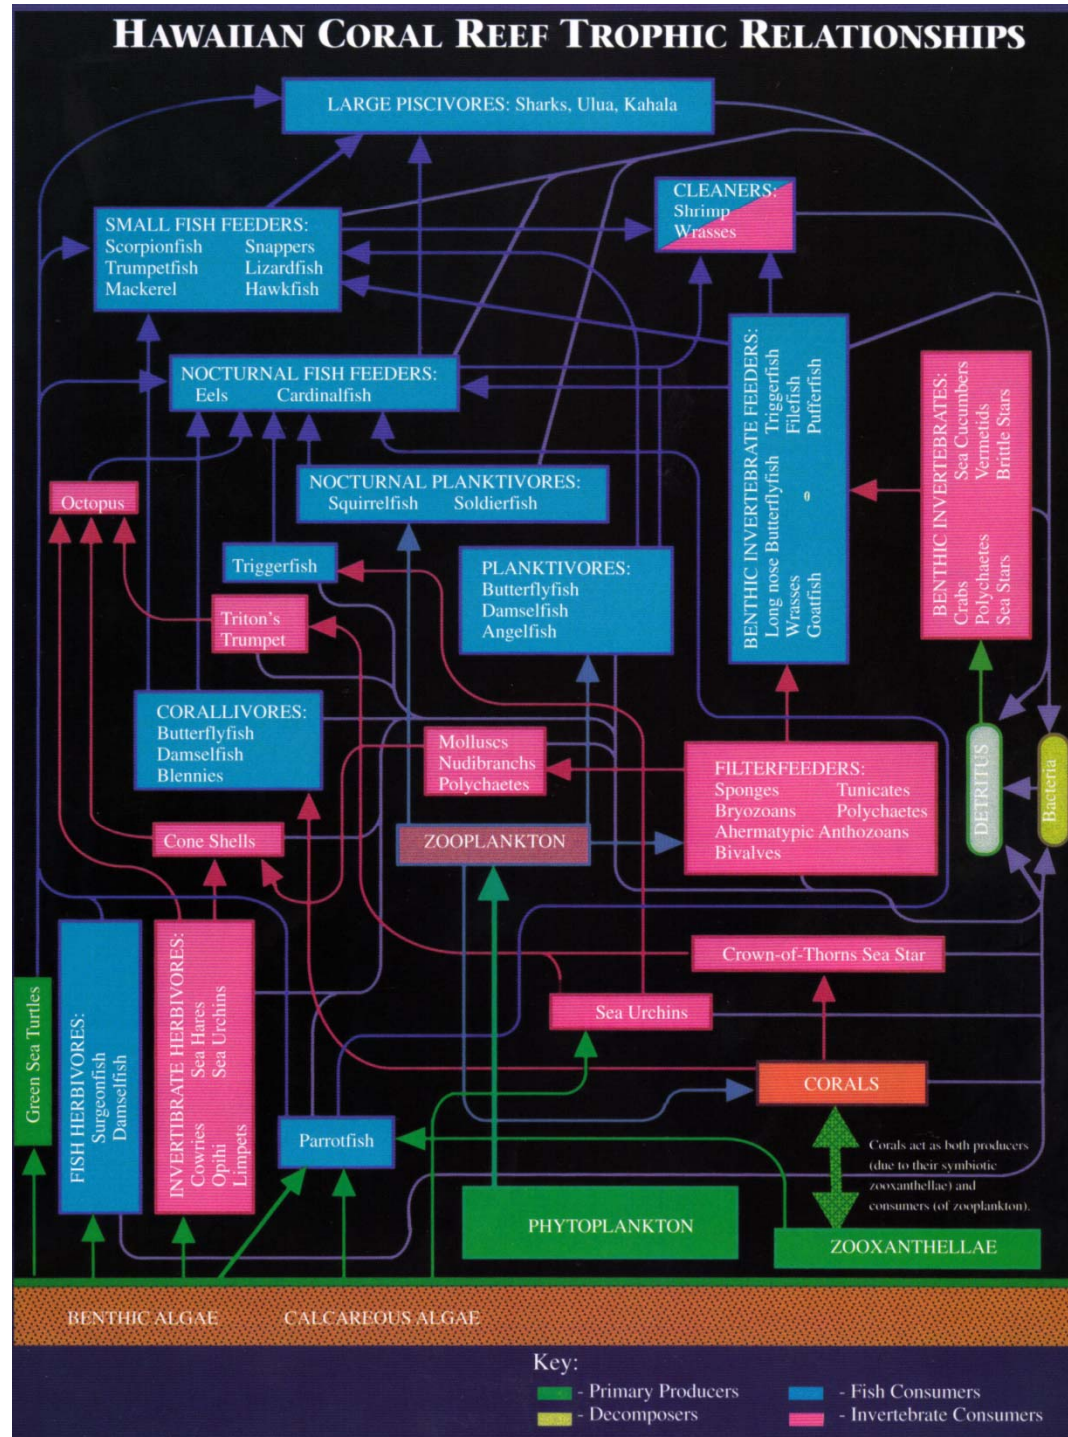 HAWAIIAN CORAL REEF TROPHIC RELATIONSHIPS
LARGE PISCIVORES: Sharks, Ulua, Kahala
CLEANERS:
Shrimp
Wrasses
SMALL FISH FEEDERS:
Scorpionfish Snappers
Trumpetfish Lizardfish
Mackerel Hawkfish
NOCTURNAL FISH FEEDERS:
Eels Cardinalfish
BENTHIC INVERTEBRATE FEEDERS:
Long nose Butterflyfish Triggerfish
Wrasses Filefish
Goatfish Pufferfish
θ
BENTHIC INVERTEBRATES:
Crabs Sea Cucumbers
Polychaetes Vermetids
Sea Stars Brittle Stars
Octopus
NOCTURNAL PLANKTIVORES:
Squirrelfish Soldierfish
Triggerfish
PLANKTIVORES:
Butterflyfish
Damselfish
Angelfish
Triton's
Trumpet
CORALLIVORES:
Butterflyfish
Damselfish
Blennies
Molluscs
Nudibranchs
Polychaetes
FILTERFEEDERS:
Sponges Tunicates
Bryozoans Polychaetes
Ahermatypic Anthozoans
Bivalves
DETRITUS
Bacteria
Cone Shells
ZOOPLANKTON
Crown-of-Thorns Sea Star
Sea Urchins
Green Sea Turtles
FISH HERBIVORES:
Surgeonfish
Damselfish
INVERTIBRATE HERBIVORES:
Cowries Sea Hares
Opihi Sea Urchins
Limpets
CORALS
Parrotfish
Corals act as both producers
(due to their symbiotic
zooxanthellae) and
consumers (of zooplankton).
PHYTOPLANKTON
ZOOXANTHELLAE
BENTHIC ALGAE CALCAREOUS ALGAE
Key:
- Primary Producers - Fish Consumers
- Decomposers - Invertebrate Consumers